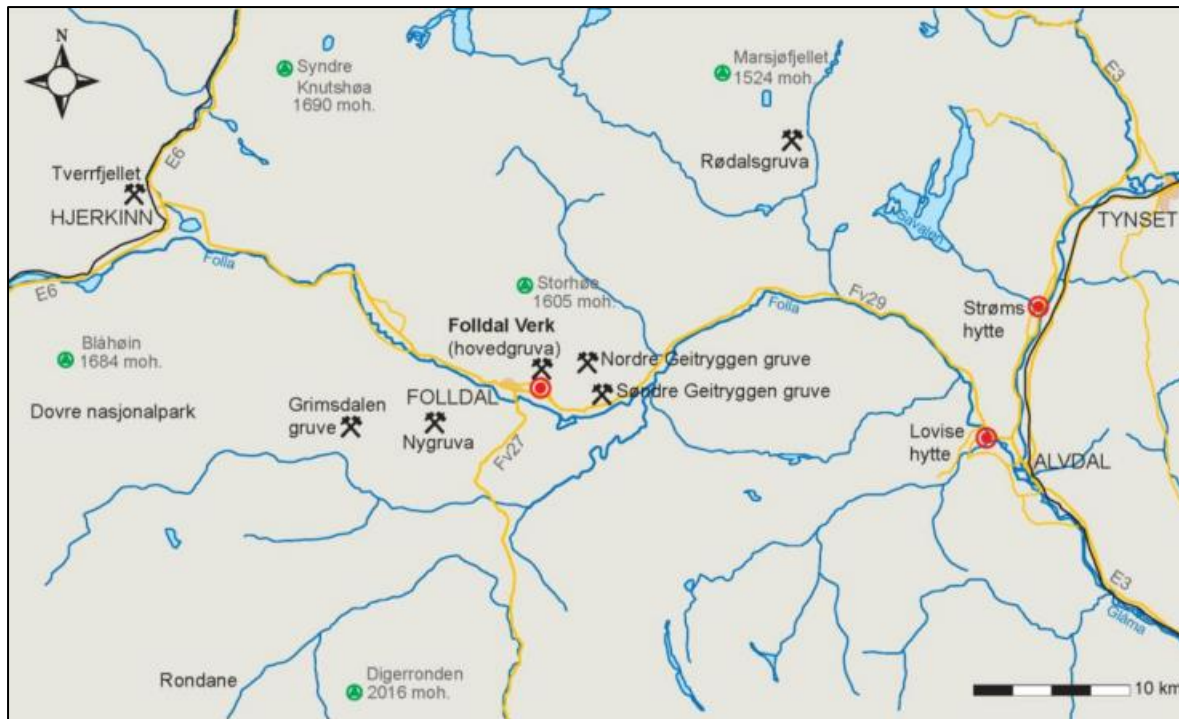 N
E3
Syndre
Knutshøa
1690 moh.
Marsjøfjellet
1524 moh.
E6
Rødalsgruva
Tverrfjellet
HJERKINN
TYNSET
Savalen
Folla
E6
Storhøe
1605 moh.
Fv29
Folla
Strøms
hytte
Folldal Verk
(hovedgruva)
Blåhøin
1684 moh.
Nordre Geitryggen gruve
Søndre Geitryggen gruve
FOLLDAL
Dovre nasjonalpark
Grimsdalen
gruve
Nygruva
Fv27
Lovise
hytte
ALVDAL
E3
Glåma
Rondane
Digerronden
2016 moh.
10 km